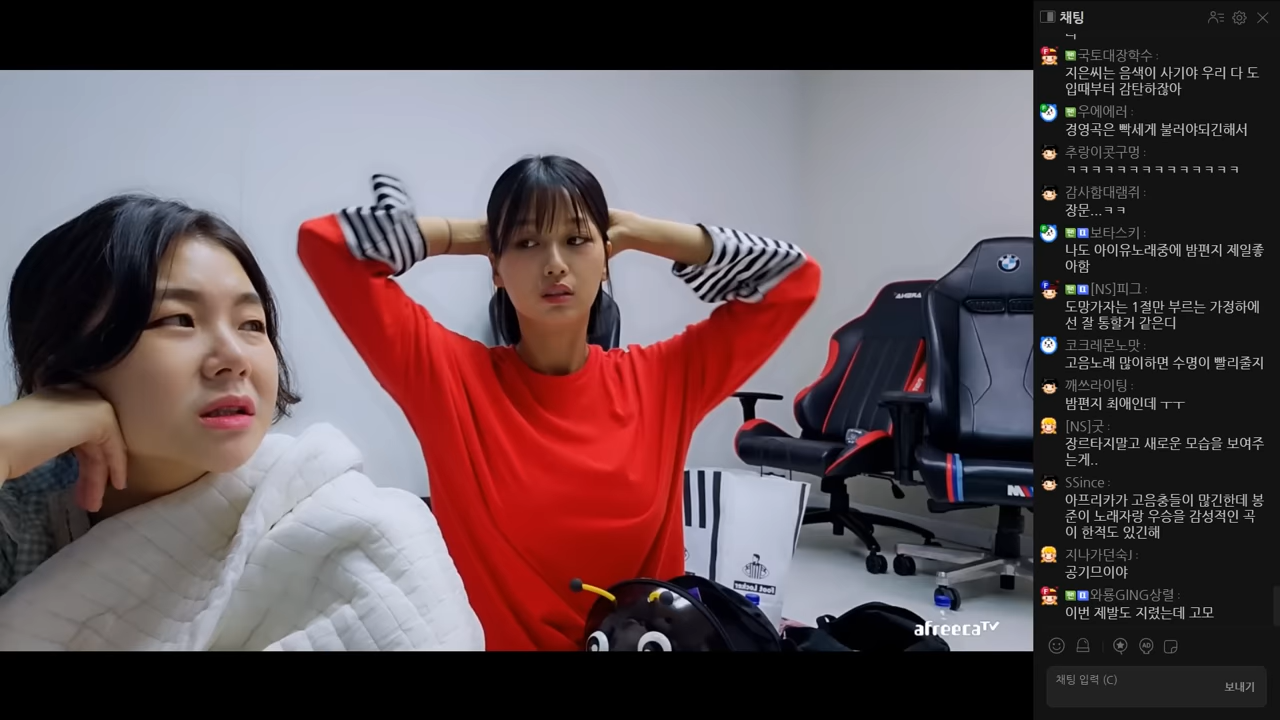 채팅
국토대장학수 :
지은씨는 음색이 사기야 우리 다 도
입때부터 감탄하잖아
우에에러 :
경영곡은 빡세게 불러야되긴해서
추랑이콧구멍 :
ㅋㅋㅋㅋㅋㅋㅋㅋㅋㅋㅋㅋㅋㅋ
감사함대램쥐 :
장문...ㅋㅋ
보타스키 :
나도 아이유노래중에 밤편지 제일좋
아함
[NS]피그 :
도망가자는 1절만 부르는 가정하에
선 잘 통할거 같은디
코크레몬노맛 :
고음노래 많이하면 수명이 빨리줄지
깨쓰라이팅 :
밤편지 최애인데 ㅜㅜ
[NS]굿 :
장르타지말고 새로운 모습을 보여주
는게..
SSince :
아프리카가 고음충들이 많긴한데 봉
준이 노래자랑 우승을 감성적인 곡
이 한적도 있긴해
지나가던숙J :
공기므이야
와룡GING상렬 :
이번 제발도 지렸는데 고모
채팅 입력 (C)
보내기
BMW
Foot Locker
afreecaTV